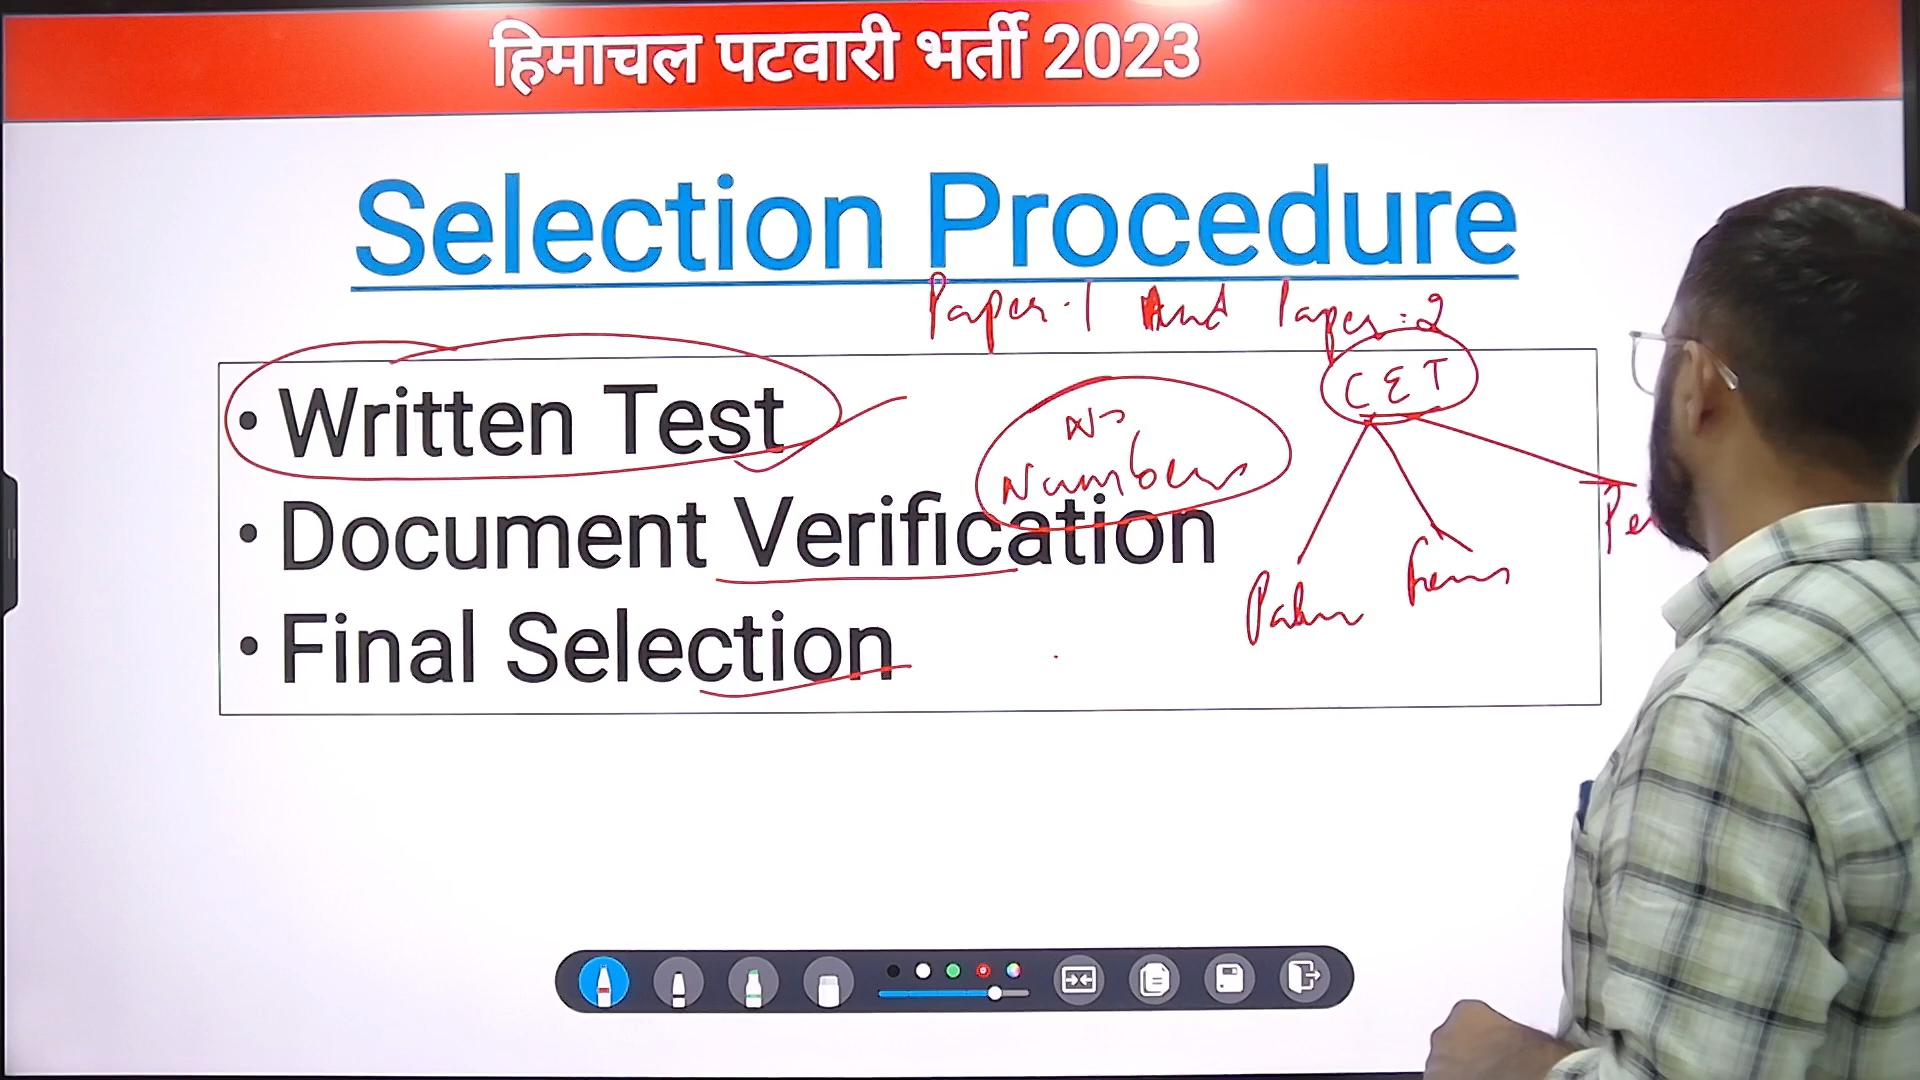 हिमाचल पटवारी भर्ती 2023
Selection Procedure
Paper-1 And Paper:2
CET
• Written Test
No
Numbers
• Document Verification
• Final Selection